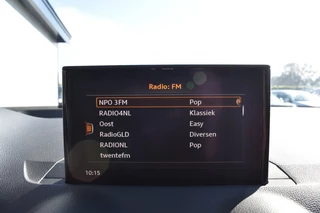 Radio: FM
NPO 3FM Pop
RADIO4NL Klassiek
Oost Easy
RadioGLD Diversen
RADIONL Pop
twentefm
10:15